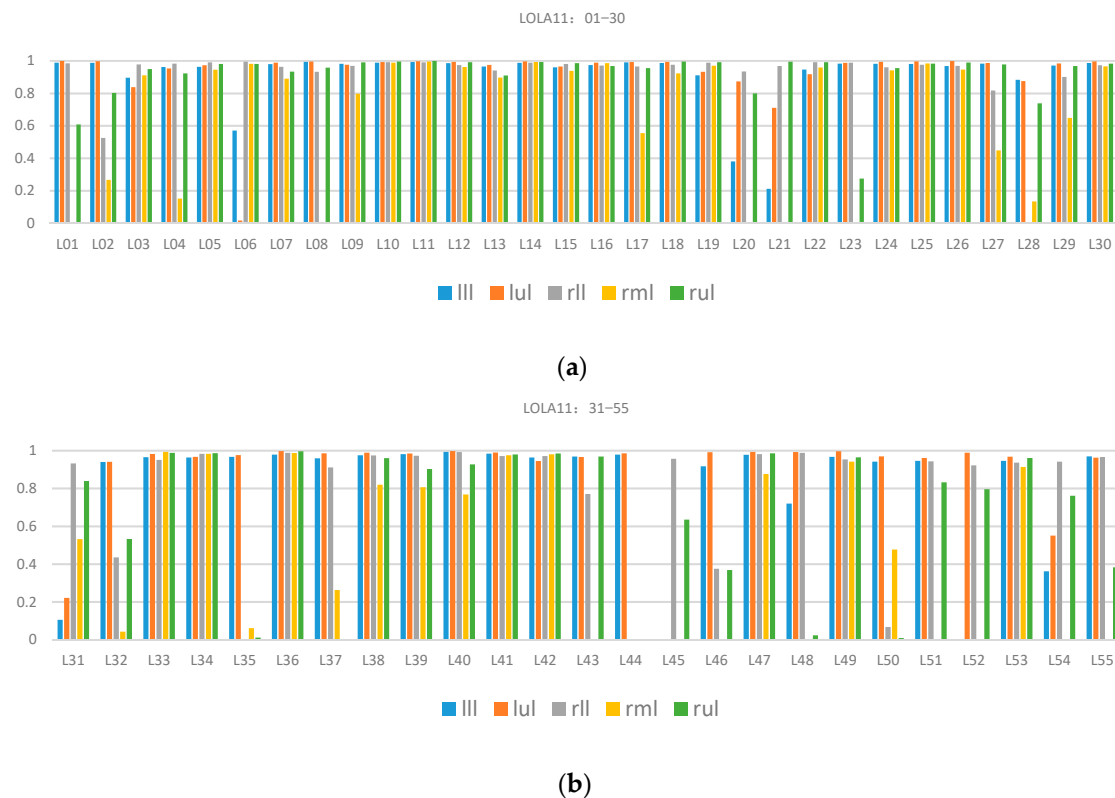 LOLA11: 01−30
1
0.8
0.6
0.4
0.2
0
L01 L02 L03 L04 L05 L06 L07 L08 L09 L10 L11 L12 L13 L14 L15 L16 L17 L18 L19 L20 L21 L22 L23 L24 L25 L26 L27 L28 L29 L30
lll lul rll rml rul
(a)
LOLA11: 31−55
1
0.8
0.6
0.4
0.2
0
L31 L32 L33 L34 L35 L36 L37 L38 L39 L40 L41 L42 L43 L44 L45 L46 L47 L48 L49 L50 L51 L52 L53 L54 L55
lll lul rll rml rul
(b)